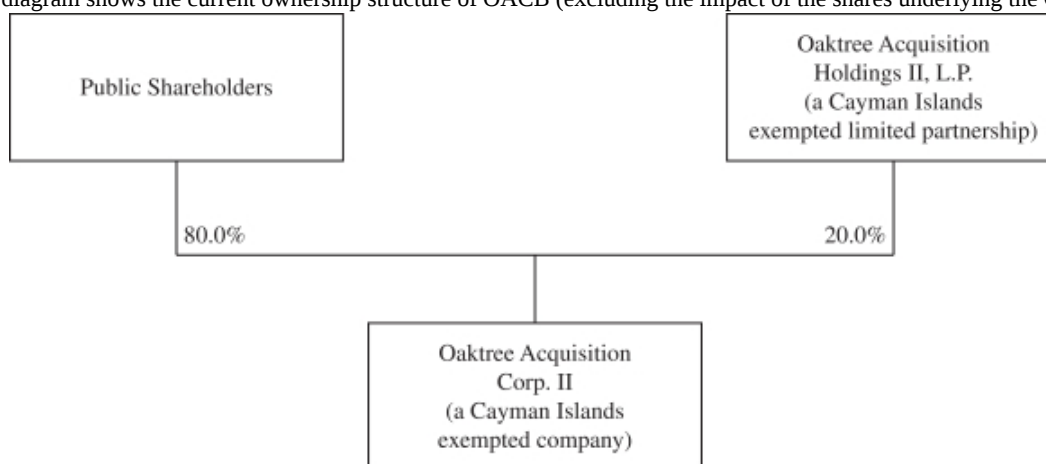 diagram shows the current ownership structure of OACB (excluding the impact of the shares underlying the
Public Shareholders
Oaktree Acquisition
Holdings II, L.P.
(a Cayman Islands
exempted limited partnership)
80.0%
20.0%
Oaktree Acquisition
Corp. II
(a Cayman Islands
exempted company)